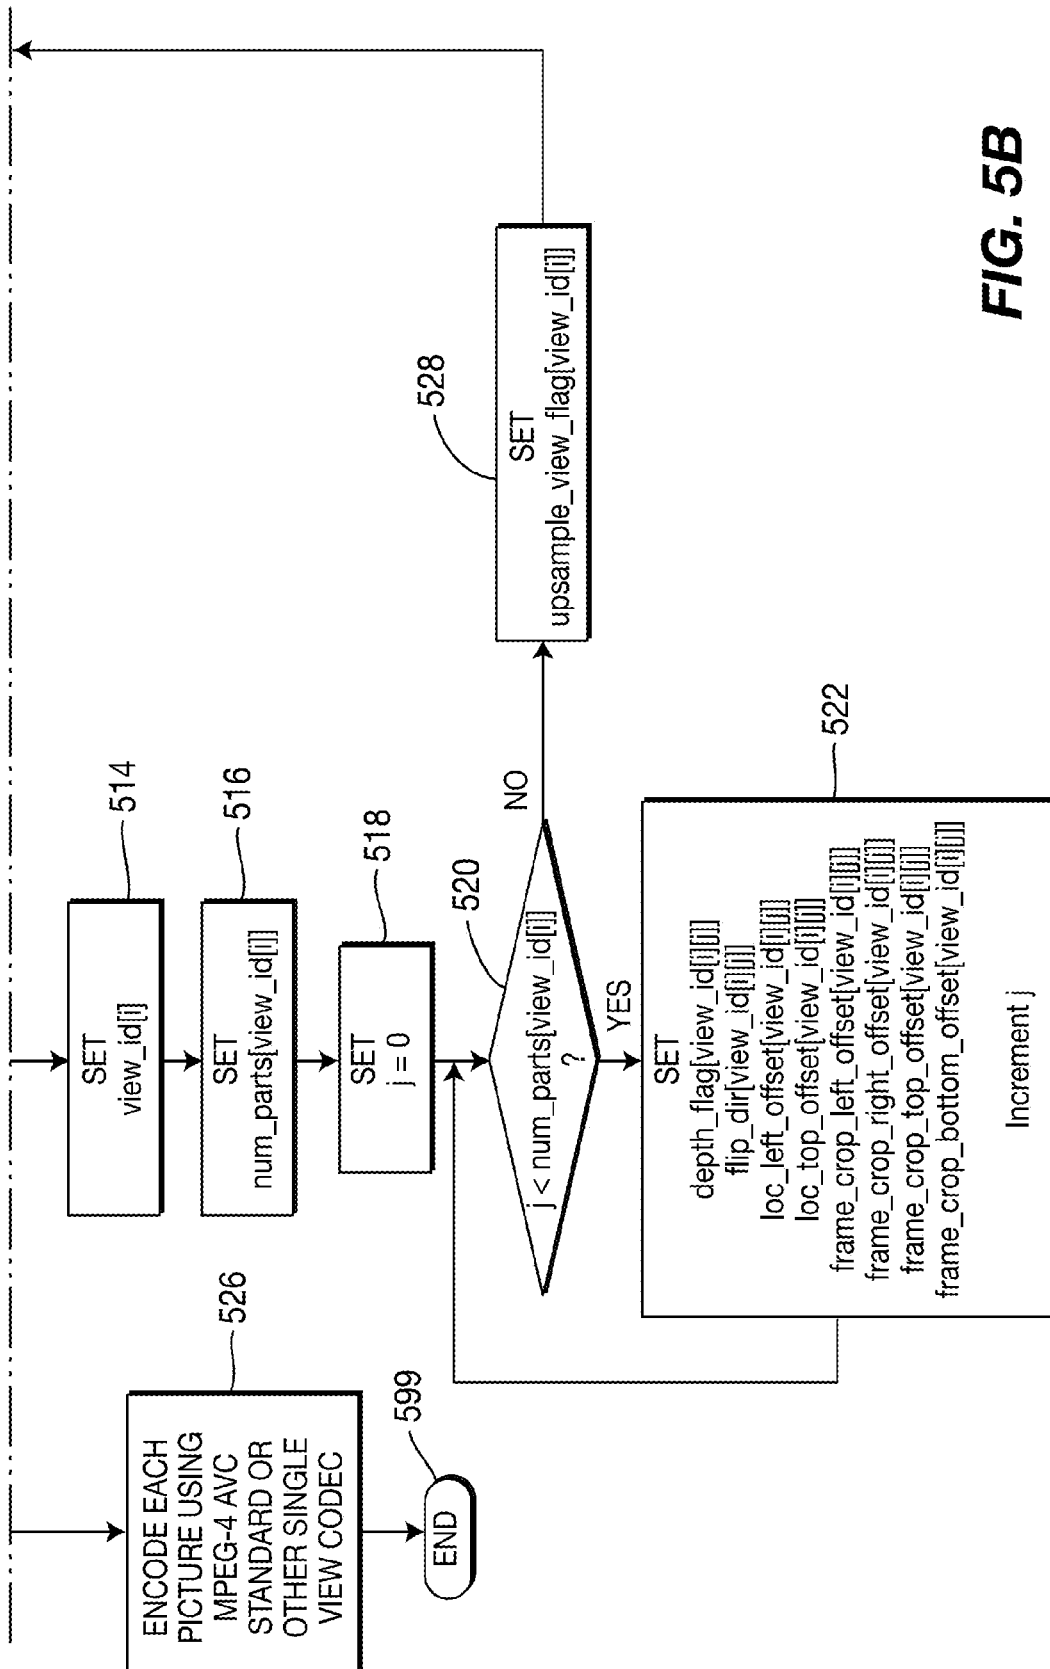 ENCODE EACH
PICTURE USING
MPEG-4 AVC
STANDARD OR
OTHER SINGLE
VIEW CODEC
526
END
599
SET
view_id[i]
514
SET
num_parts[view_id[i]]
516
SET
j = 0
518
j < num_parts[view_id[i]]
?
520
NO
YES
SET
depth_flag[view_id[i][j]]
flip_dir[view_id[i][j]]
loc_left_offset[view_id[i][j]]
loc_top_offset[view_id[i][j]]
frame_crop_left_offset[view_id[i][j]]
frame_crop_right_offset[view_id[i][j]]
frame_crop_top_offset[view_id[i][j]]
frame_crop_bottom_offset[view_id[i][j]]
Increment j
522
SET
upsample_view_flag[view_id[i]]
528
FIG. 5B